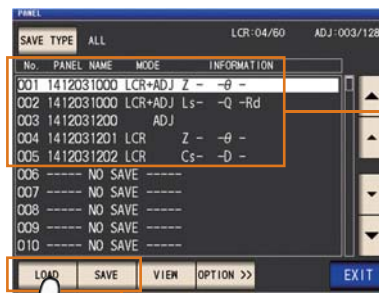 PANEL
SAVE TYPE ALL LCR:04/60 ADJ:003/128
No. PANEL NAME MODE INFORMATION
001 1412031000 LCR+ADJ Z - -θ -
002 1412031000 LCR+ADJ Ls- -Q -Rd
003 1412031200 ADJ
004 1412031201 LCR Z - -θ -
005 1412031202 LCR Cs- -D -
006 ----- NO SAVE -----
007 ----- NO SAVE -----
008 ----- NO SAVE -----
009 ----- NO SAVE -----
010 ----- NO SAVE -----
LOAD SAVE VIEW OPTION >> EXIT